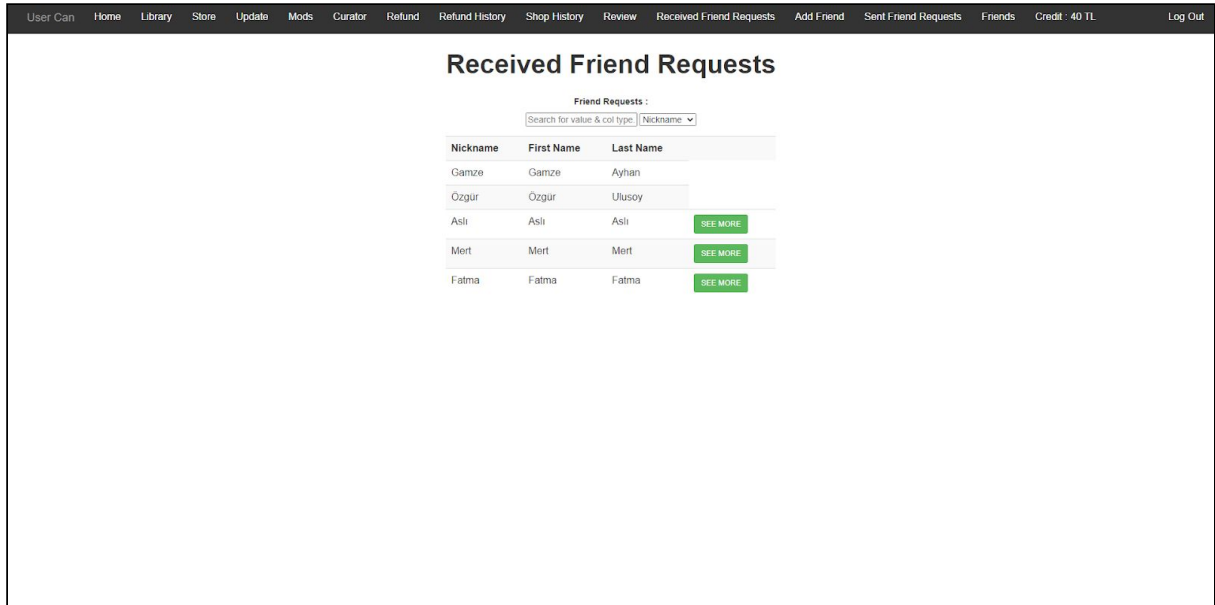 User Can Home Library Store Update Mods Curator Refund Refund History Shop History Review Received Friend Requests Add Friend Sent Friend Requests Friends Credit : 40 TL Log Out
Received Friend Requests
Friend Requests :
Search for value & col type Nickname
Nickname First Name Last Name
Gamze Gamze Ayhan
Özgür Özgür Ulusoy
Aslı Aslı Aslı SEE MORE
Mert Mert Mert SEE MORE
Fatma Fatma Fatma SEE MORE